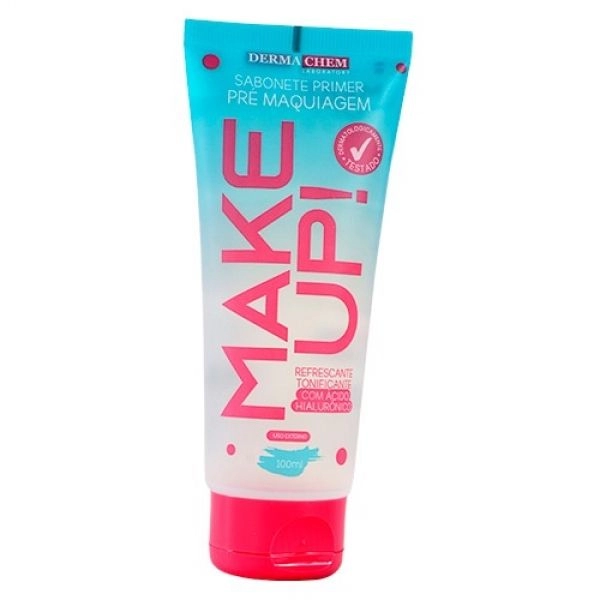 DERMA CHEM
LABORATORY
SABONETE PRIMER
PRÉ MAQUIAGEM
DERMATOLOGICAMENTE
TESTADO
MAKE
UP!
REFRESCANTE
TONIFICANTE
COM ÁCIDO
HIALURÔNICO
USO EXTERNO
100ml